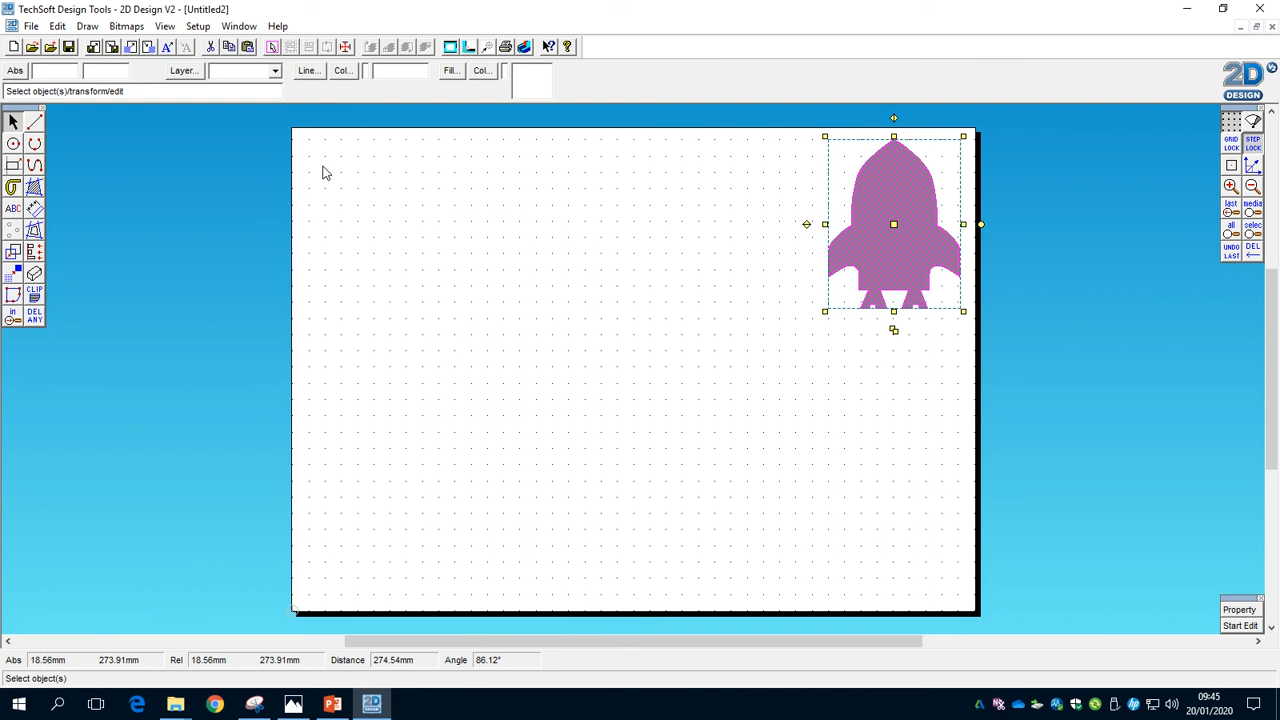 TechSoft Design Tools - 2D Design V2 - [Untitled2]
File Edit Draw Bitmaps View Setup Window Help
Abs Layer... Line... Col... Fill... Col...
2D V2
DESIGN
Select object(s)/transform/edit
GRID LOCK STEP LOCK
ABC
last media
all selec
CLIP
UNDO LAST DEL
in DEL ANY
Property
Start Edit
Abs 18.56mm 273.91mm Rel 18.56mm 273.91mm Distance 274.54mm Angle 86.12°
Select object(s)
09:45
20/01/2020